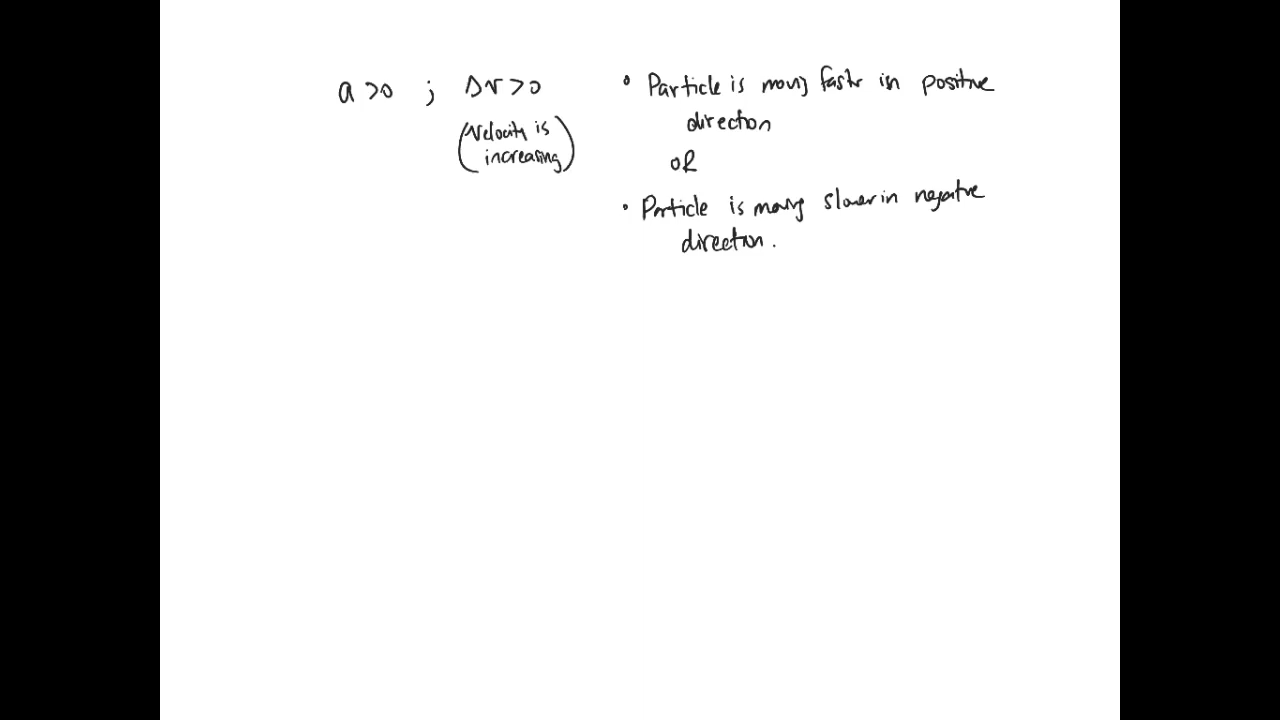 a > 0 ; Δv > 0
(velocity is
increasing)
• Particle is moving faster in positive
direction
OR
• Particle is moving slower in negative
direction.